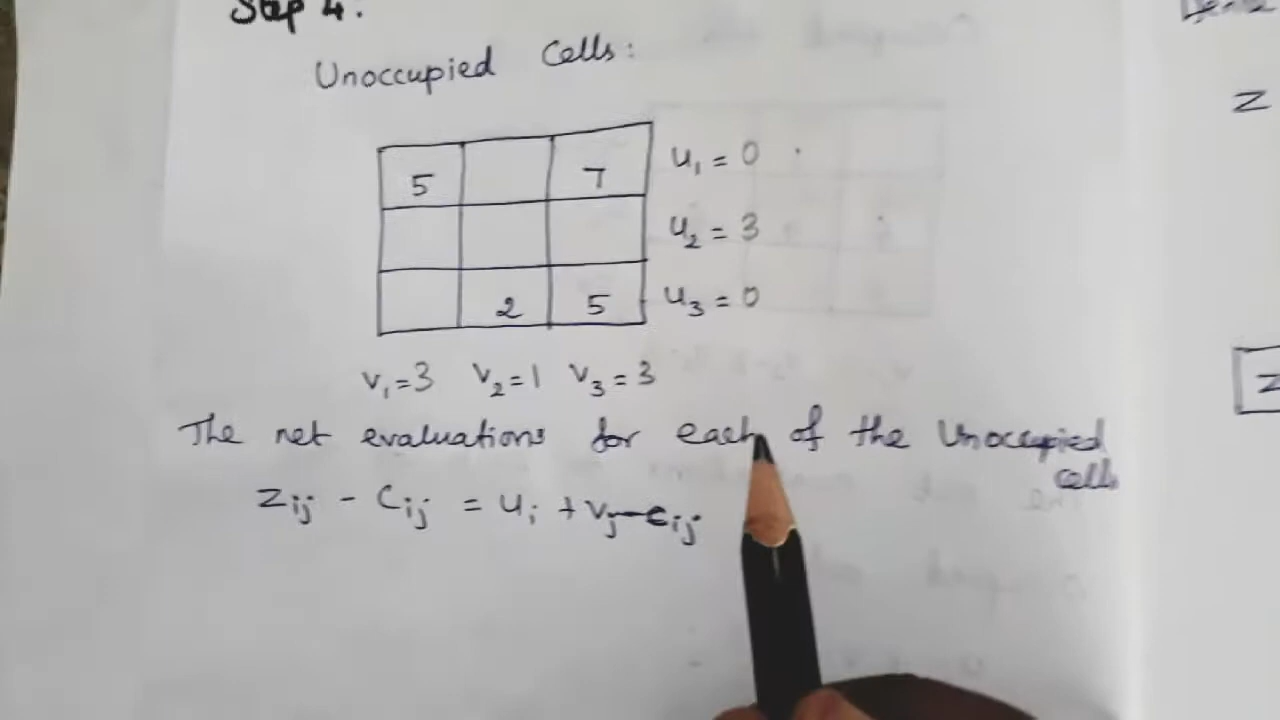 Step 4:
Unoccupied Cells:
5 7 u₁ = 0
u₂ = 3
2 5 u₃ = 0
v₁ = 3 v₂ = 1 v₃ = 3
The net evaluations for each of the Unoccupied
cells
Zij - Cij = ui + vj - cij
Z
Z